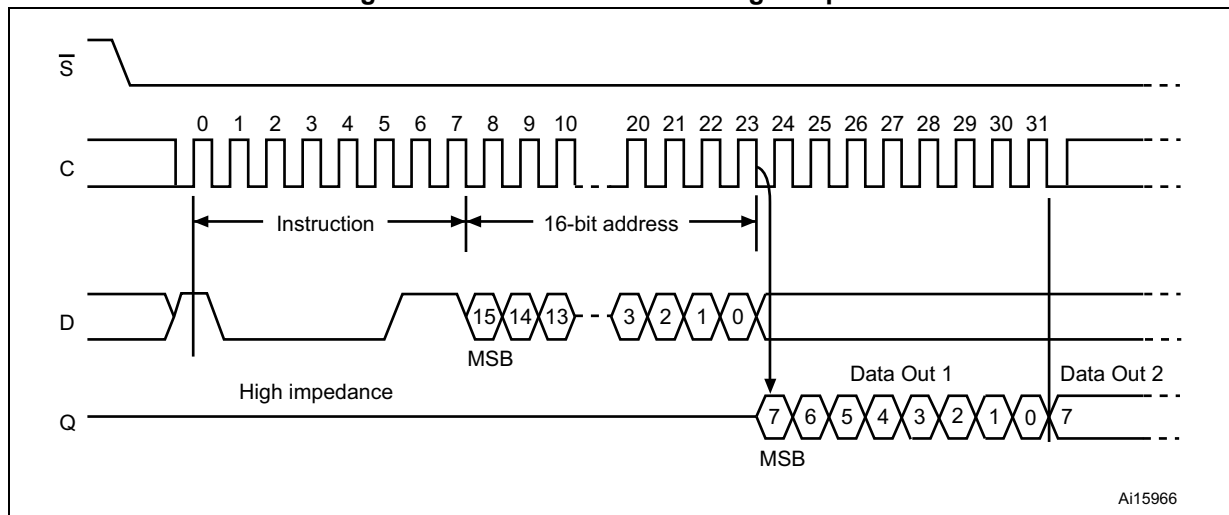 S
0 1 2 3 4 5 6 7 8 9 10 20 21 22 23 24 25 26 27 28 29 30 31
C
Instruction 16-bit address
D
15 14 13 3 2 1 0
MSB
High impedance
Data Out 1 Data Out 2
Q
7 6 5 4 3 2 1 0 7
MSB
Ai15966